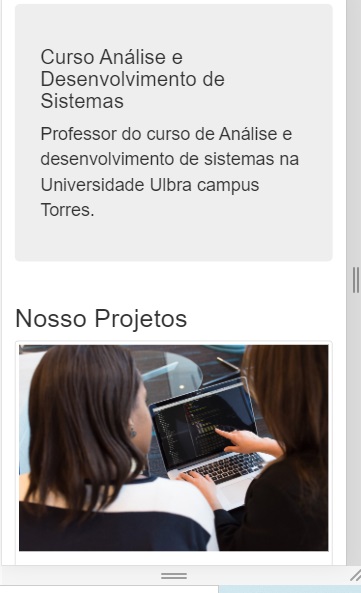 Curso Análise e
Desenvolvimento de
Sistemas
Professor do curso de Análise e
desenvolvimento de sistemas na
Universidade Ulbra campus
Torres.
Nosso Projetos